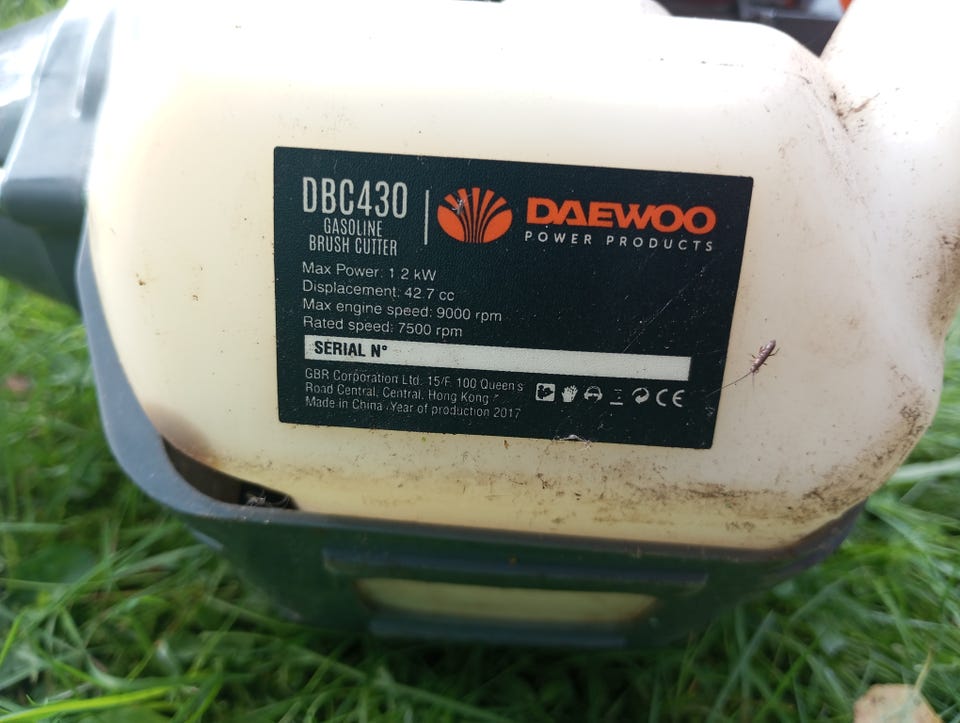 DBC430
GASOLINE
BRUSH CUTTER
DAEWOO
POWER PRODUCTS
Max Power: 1.2 kW
Displacement: 42.7 cc
Max engine speed: 9000 rpm
Rated speed: 7500 rpm
SERIAL N°
GBR Corporation Ltd. 15/F. 100 Queen's
Road Central, Central, Hong Kong
Made in China. Year of production 2017
CE